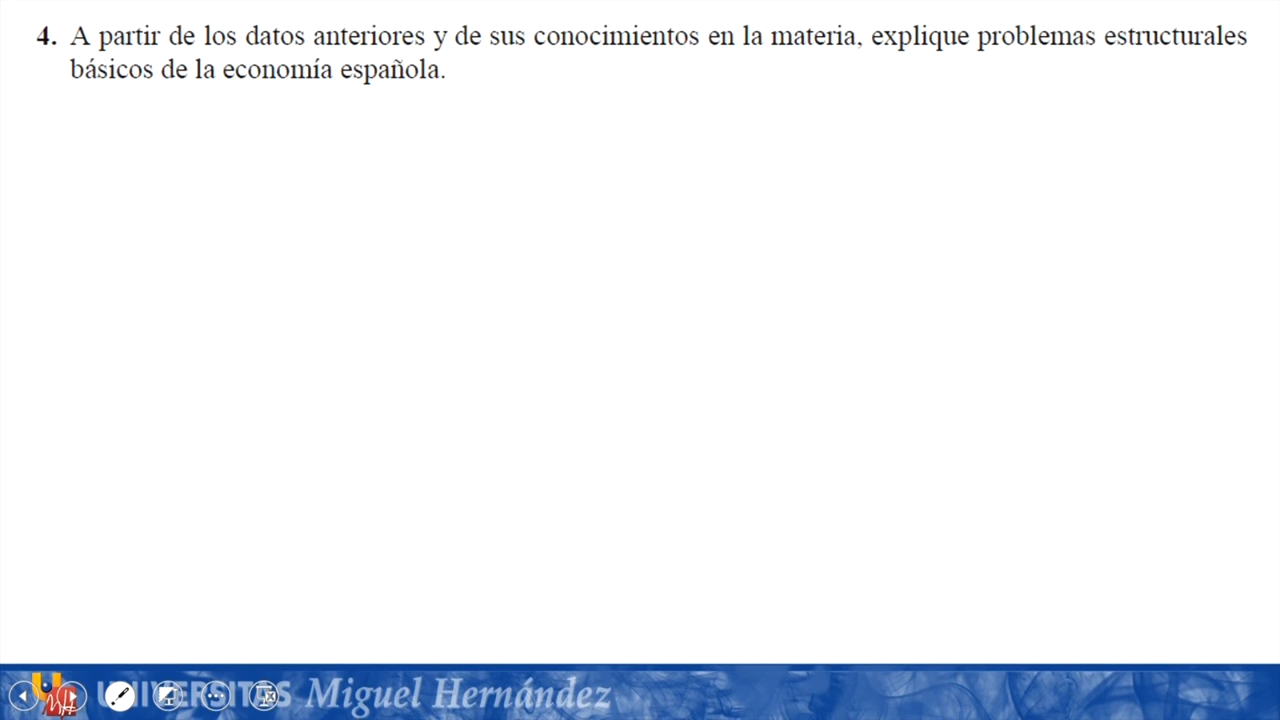 4. A partir de los datos anteriores y de sus conocimientos en la materia, explique problemas estructurales
básicos de la economía española.
UNIVERSITAS Miguel Hernández